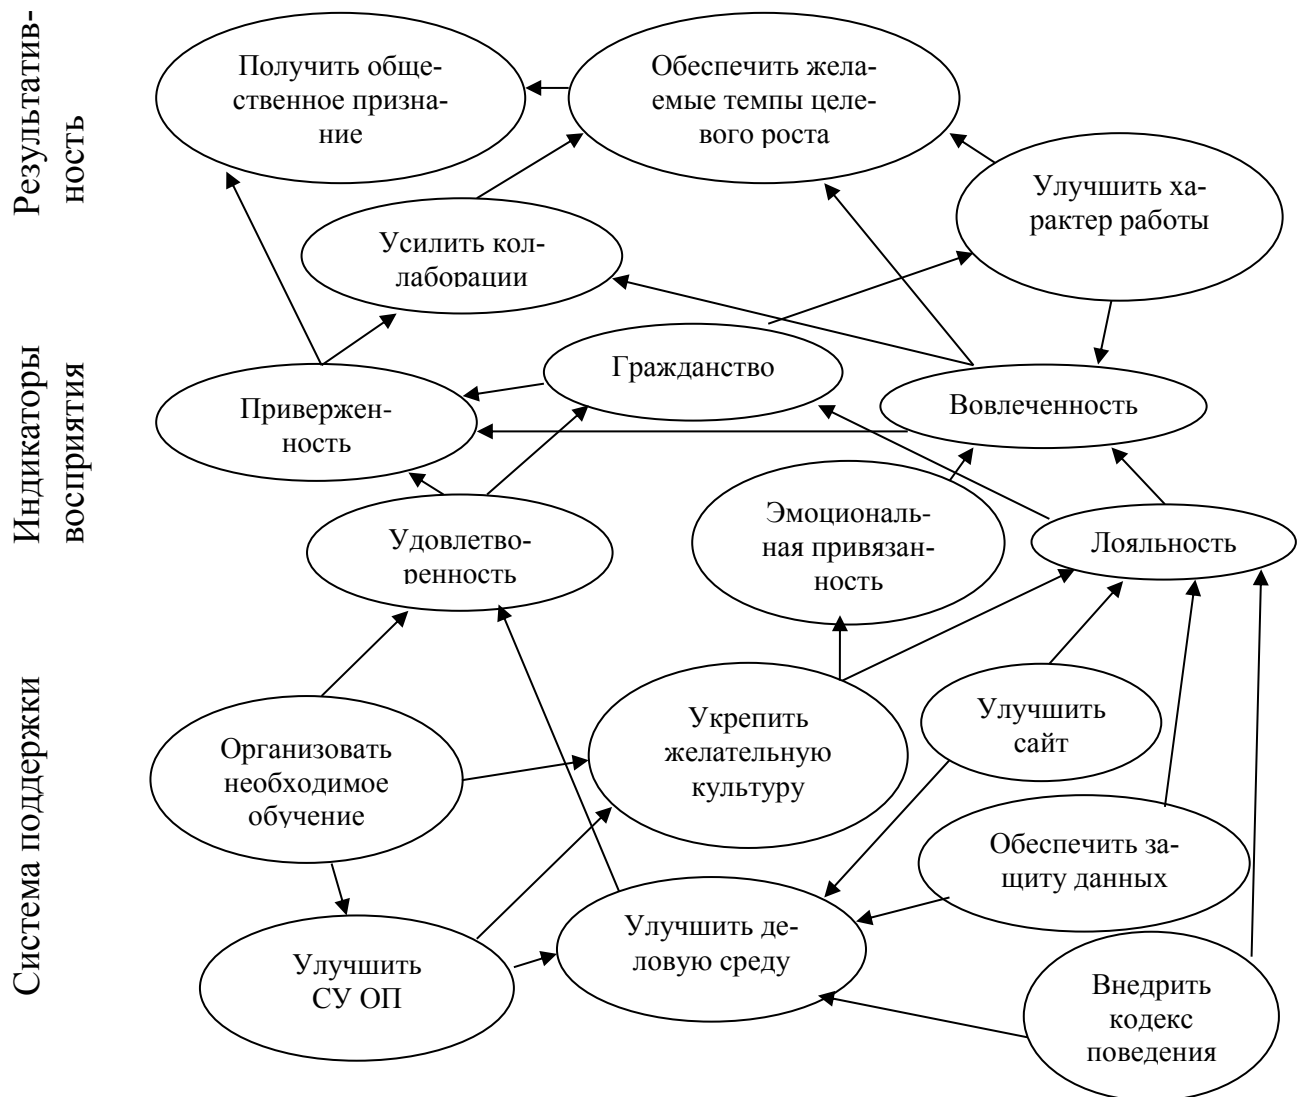 Результатив-
ность
Получить обще-
ственное призна-
ние
Обеспечить жела-
емые темпы целе-
вого роста
Улучшить ха-
рактер работы
Усилить кол-
лаборации
Индикаторы
восприятия
Гражданство
Привержен-
ность
Вовлеченность
Удовлетво-
ренность
Эмоциональ-
ная привязан-
ность
Лояльность
Система поддержки
Организовать
необходимое
обучение
Укрепить
желательную
культуру
Улучшить
сайт
Обеспечить за-
щиту данных
Улучшить
СУ ОП
Улучшить де-
ловую среду
Внедрить
кодекс
поведения